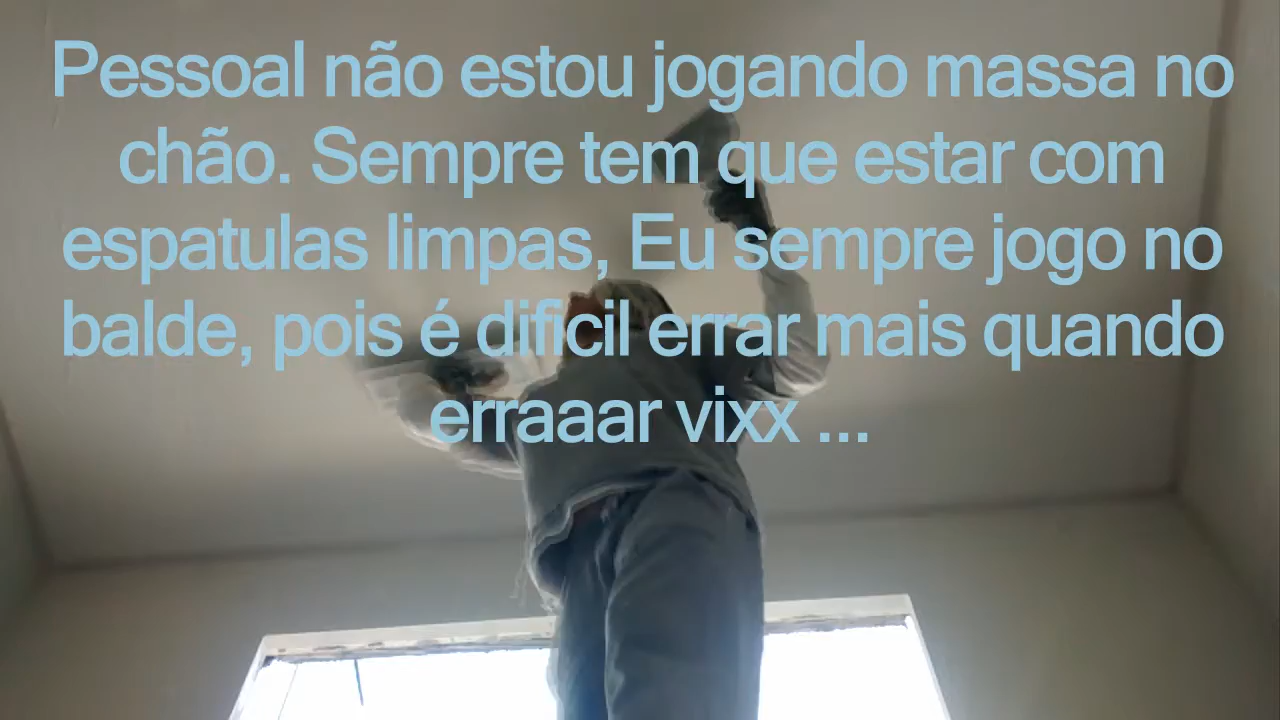 Pessoal não estou jogando massa no
chão. Sempre tem que estar com
espatulas limpas, Eu sempre jogo no
balde, pois é dificil errar mais quando
erraaar vixx ...